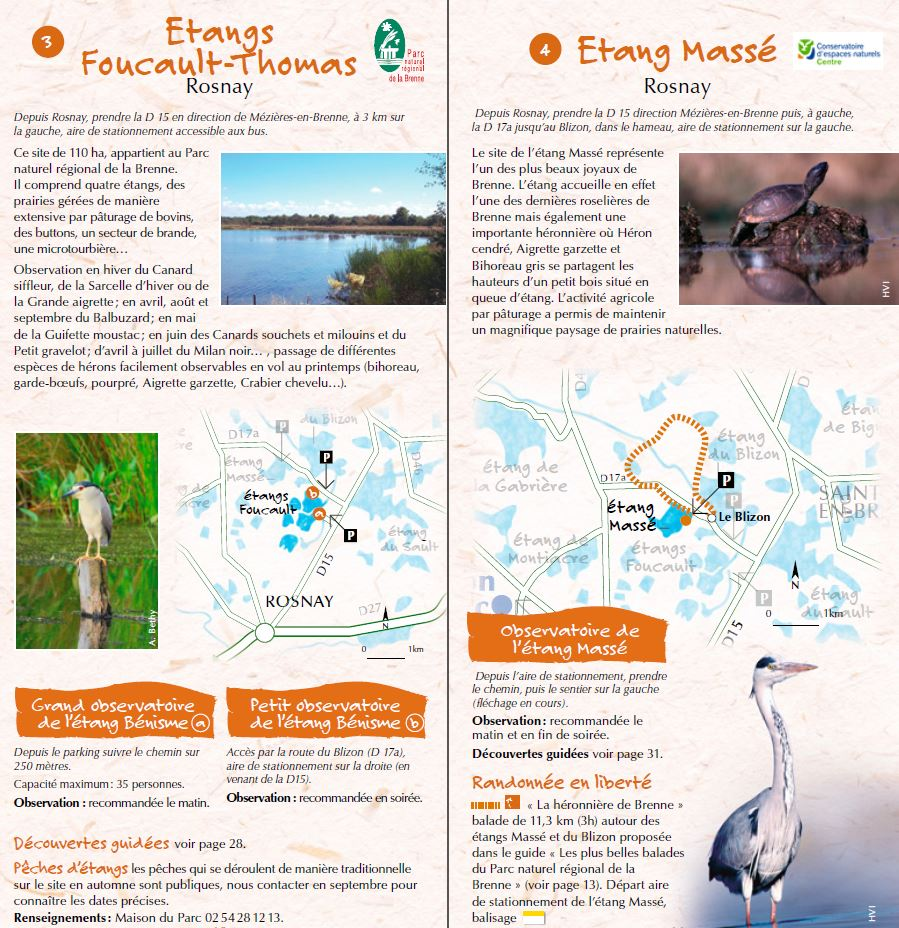 3
Etangs
Foucault-Thomas
Rosnay
Parc
naturel
régional
de la Brenne
Depuis Rosnay, prendre la D 15 en direction de Mézières-en-Brenne, à 3 km sur
la gauche, aire de stationnement accessible aux bus.
Ce site de 110 ha, appartient au Parc
naturel régional de la Brenne.
Il comprend quatre étangs, des
prairies gérées de manière
extensive par pâturage de bovins,
des buttons, un secteur de brande,
une microtourbière…
Observation en hiver du Canard
siffleur, de la Sarcelle d'hiver ou de
la Grande aigrette ; en avril, août et
septembre du Balbuzard ; en mai
de la Guifette moustac ; en juin des Canards souchets et milouins et du
Petit gravelot ; d'avril à juillet du Milan noir… , passage de différentes
espèces de hérons facilement observables en vol au printemps (bihoreau,
garde-bœufs, pourpré, Aigrette garzette, Crabier chevelu…).
A. Bethy
P
du Blizon
D17a
étang
Massé
P
D46
étangs
Foucault
b
a
P
étang
du Sault
D15
ROSNAY
D27
N
0 1km
Grand observatoire
de l'étang Bénisme a
Depuis le parking suivre le chemin sur
250 mètres.
Capacité maximum : 35 personnes.
Observation : recommandée le matin.
Petit observatoire
de l'étang Bénisme b
Accès par la route du Blizon (D 17a),
aire de stationnement sur la droite (en
venant de la D15).
Observation : recommandée en soirée.
Découvertes guidées voir page 28.
Pêches d'étangs les pêches qui se déroulent de manière traditionnelle
sur le site en automne sont publiques, nous contacter en septembre pour
connaître les dates précises.
Renseignements : Maison du Parc 02 54 28 12 13.
4
Etang Massé
Rosnay
Conservatoire
d'espaces naturels
Centre
Depuis Rosnay, prendre la D 15 direction Mézières-en-Brenne puis, à gauche,
la D 17a jusqu'au Blizon, dans le hameau, aire de stationnement sur la gauche.
Le site de l'étang Massé représente
l'un des plus beaux joyaux de
Brenne. L'étang accueille en effet
l'une des dernières roselières de
Brenne mais également une
importante héronnière où Héron
cendré, Aigrette garzette et
Bihoreau gris se partagent les
hauteurs d'un petit bois situé en
queue d'étang. L'activité agricole
par pâturage a permis de maintenir
un magnifique paysage de prairies naturelles.
HVI
étang de
la Gabrière
D17a
étang
du Blizon
étang
Massé
P
Le Blizon
P
SAINT
EN-BR
étang de
Montiacre
étangs
Foucault
P
étang
du Sault
N
0 1km
D15
Observatoire de
l'étang Massé
Depuis l'aire de stationnement, prendre
le chemin, puis le sentier sur la gauche
(fléchage en cours).
Observation : recommandée le
matin et en fin de soirée.
Découvertes guidées voir page 31.
Randonnée en liberté
« La héronnière de Brenne »
balade de 11,3 km (3h) autour des
étangs Massé et du Blizon proposée
dans le guide « Les plus belles balades
du Parc naturel régional de la
Brenne » (voir page 13). Départ aire
de stationnement de l'étang Massé,
balisage
HVI